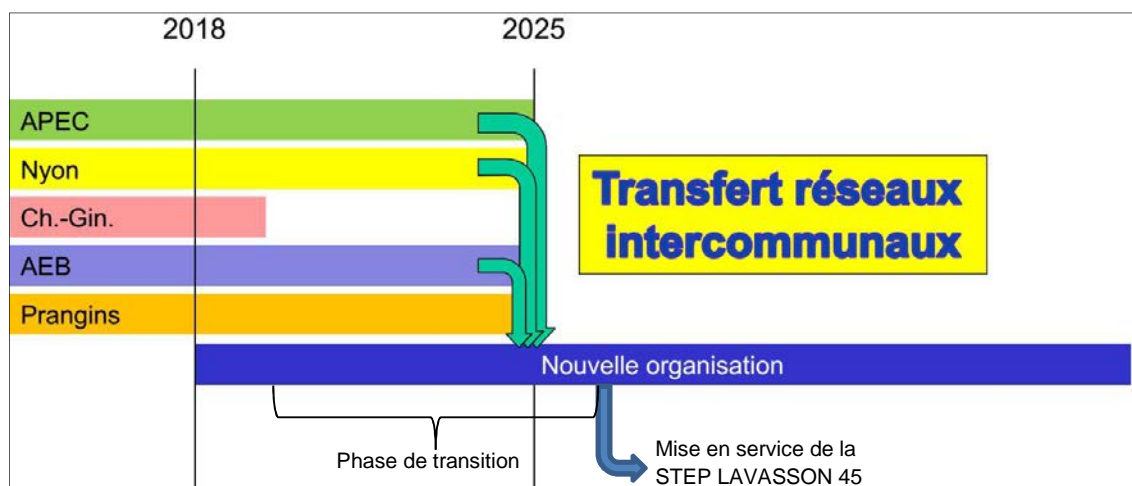 2018
2025
APEC
Nyon
Ch.-Gin.
AEB
Prangins
Transfert réseaux
intercommunaux
Nouvelle organisation
Phase de transition
Mise en service de la
STEP LAVASSON 45